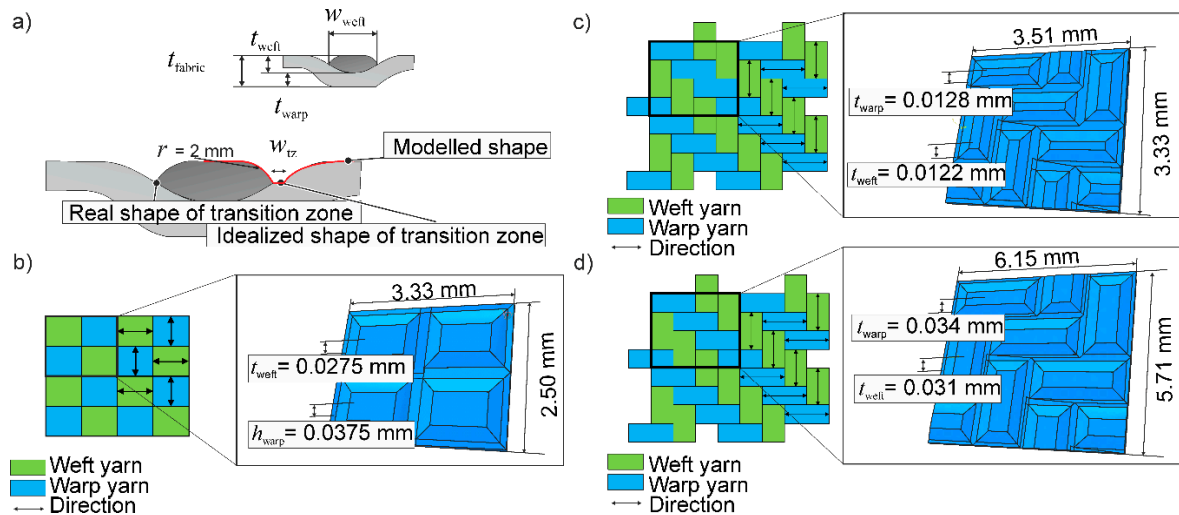 a)
w_weft
t_weft
t_fabric
t_warp
r = 2 mm
w_tz
Modelled shape
Real shape of transition zone
Idealized shape of transition zone
b)
3.33 mm
t_weft = 0.0275 mm
2.50 mm
h_warp = 0.0375 mm
Weft yarn
Warp yarn
Direction
c)
3.51 mm
t_warp = 0.0128 mm
3.33 mm
t_weft = 0.0122 mm
Weft yarn
Warp yarn
Direction
d)
6.15 mm
t_warp = 0.034 mm
5.71 mm
t_weft = 0.031 mm
Weft yarn
Warp yarn
Direction